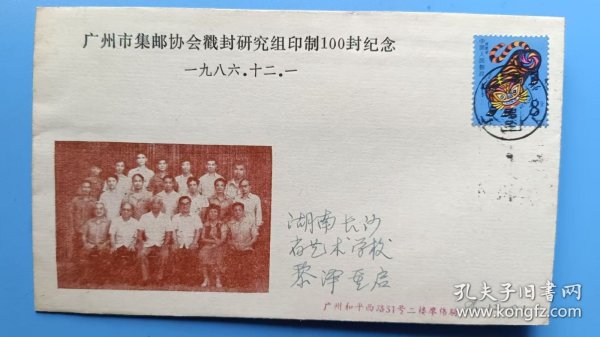 广州市集邮协会戳封研究组印制100封纪念
一九八六.十二.一
8
湖南长沙
省艺术学校
黎泽重启
广州和平西路37号二楼廖伟
孔夫子旧书网
www.kongfz.com